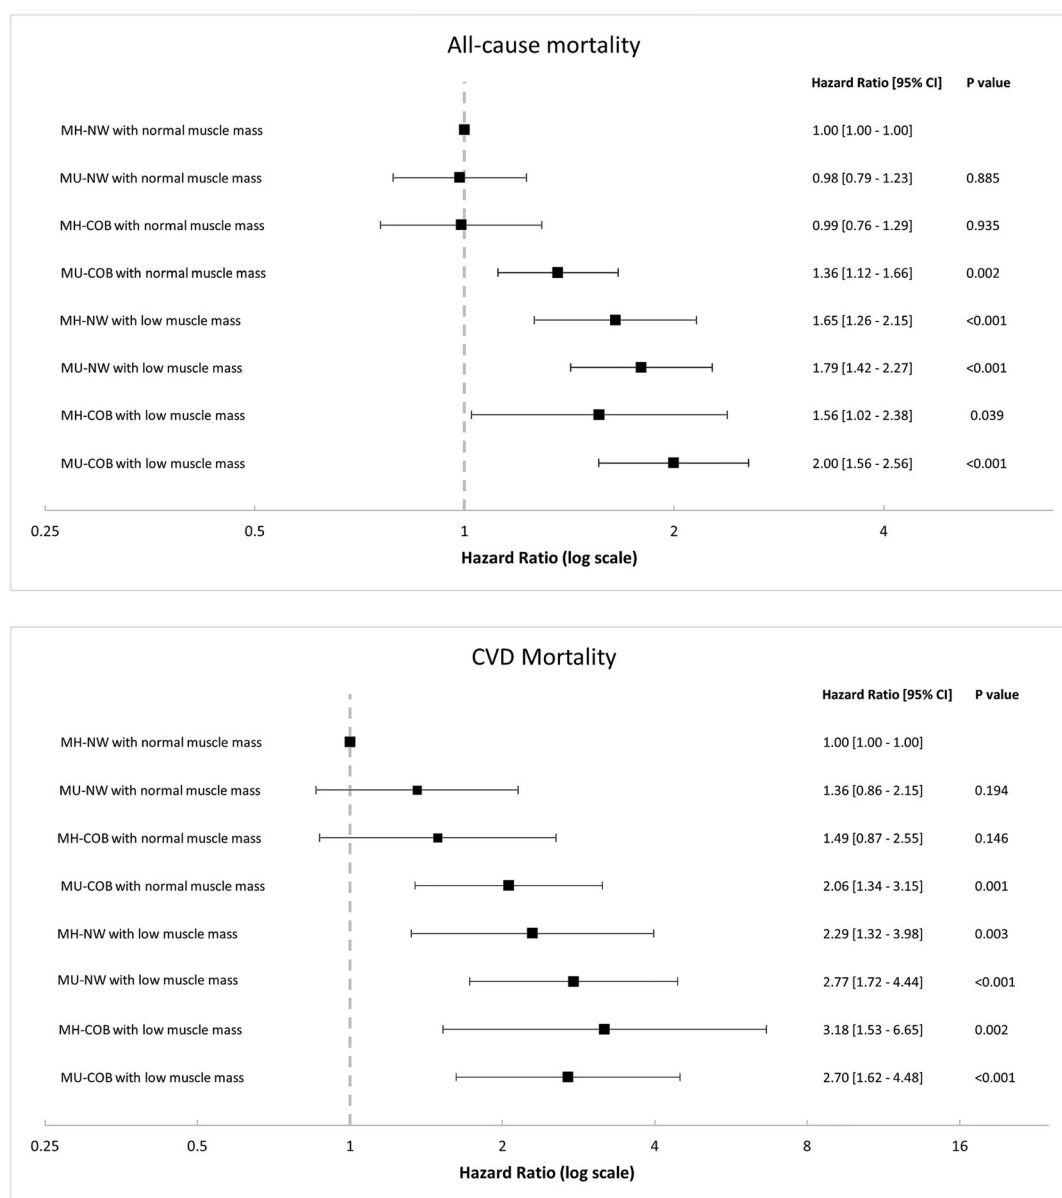 All-cause mortality
Hazard Ratio [95% CI] P value
MH-NW with normal muscle mass 1.00 [1.00 - 1.00]
MU-NW with normal muscle mass 0.98 [0.79 - 1.23] 0.885
MH-COB with normal muscle mass 0.99 [0.76 - 1.29] 0.935
MU-COB with normal muscle mass 1.36 [1.12 - 1.66] 0.002
MH-NW with low muscle mass 1.65 [1.26 - 2.15] <0.001
MU-NW with low muscle mass 1.79 [1.42 - 2.27] <0.001
MH-COB with low muscle mass 1.56 [1.02 - 2.38] 0.039
MU-COB with low muscle mass 2.00 [1.56 - 2.56] <0.001
0.25 0.5 1 2 4
Hazard Ratio (log scale)
CVD Mortality
Hazard Ratio [95% CI] P value
MH-NW with normal muscle mass 1.00 [1.00 - 1.00]
MU-NW with normal muscle mass 1.36 [0.86 - 2.15] 0.194
MH-COB with normal muscle mass 1.49 [0.87 - 2.55] 0.146
MU-COB with normal muscle mass 2.06 [1.34 - 3.15] 0.001
MH-NW with low muscle mass 2.29 [1.32 - 3.98] 0.003
MU-NW with low muscle mass 2.77 [1.72 - 4.44] <0.001
MH-COB with low muscle mass 3.18 [1.53 - 6.65] 0.002
MU-COB with low muscle mass 2.70 [1.62 - 4.48] <0.001
0.25 0.5 1 2 4 8 16
Hazard Ratio (log scale)